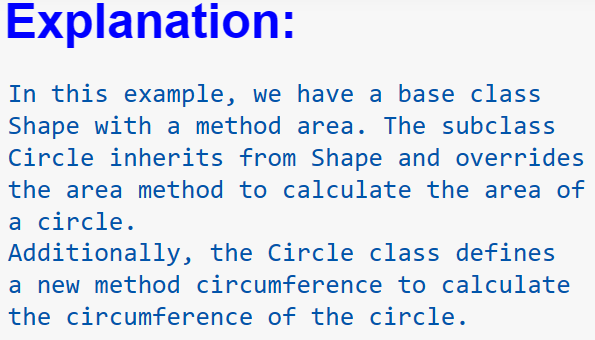 Explanation:
In this example, we have a base class
Shape with a method area. The subclass
Circle inherits from Shape and overrides
the area method to calculate the area of
a circle.
Additionally, the Circle class defines
a new method circumference to calculate
the circumference of the circle.